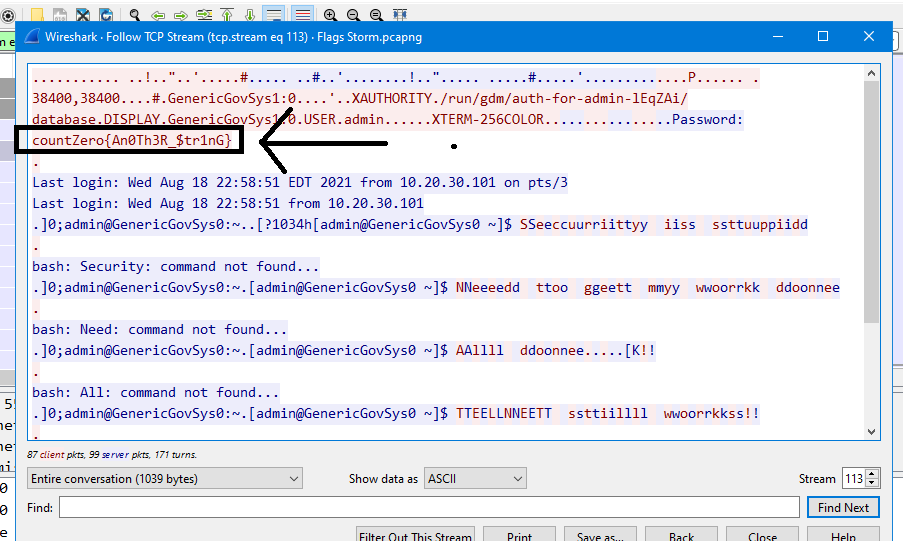 Wireshark · Follow TCP Stream (tcp.stream eq 113) · Flags Storm.pcapng
........... ..!.."..'.....#..... ..#..'........!.."..... .....#.....'.............P...... .
38400,38400....#.GenericGovSys1:0....'..XAUTHORITY./run/gdm/auth-for-admin-lEqZAi/
database.DISPLAY.GenericGovSys1:0.USER.admin......XTERM-256COLOR................Password:
countZero{An0Th3R_$tr1nG}
.
Last login: Wed Aug 18 22:58:51 EDT 2021 from 10.20.30.101 on pts/3
Last login: Wed Aug 18 22:58:51 from 10.20.30.101
.]0;admin@GenericGovSys0:~..[?1034h[admin@GenericGovSys0 ~]$ SSeeccuurriittyy  iiss  ssttuuppiidd
.
bash: Security: command not found...
.]0;admin@GenericGovSys0:~.[admin@GenericGovSys0 ~]$ NNeeeedd  ttoo  ggeett  mmyy  wwoorrkk  ddoonnee
.
bash: Need: command not found...
.]0;admin@GenericGovSys0:~.[admin@GenericGovSys0 ~]$ AAllll  ddoonnee.....[K!!
.
bash: All: command not found...
.]0;admin@GenericGovSys0:~.[admin@GenericGovSys0 ~]$ TTEELLNNEETT  ssttiillll  wwoorrkkss!!
.
87 client pkts, 99 server pkts, 171 turns.
Entire conversation (1039 bytes) Show data as ASCII Stream 113
Find: Find Next
Filter Out This Stream Print Save as... Back Close Help